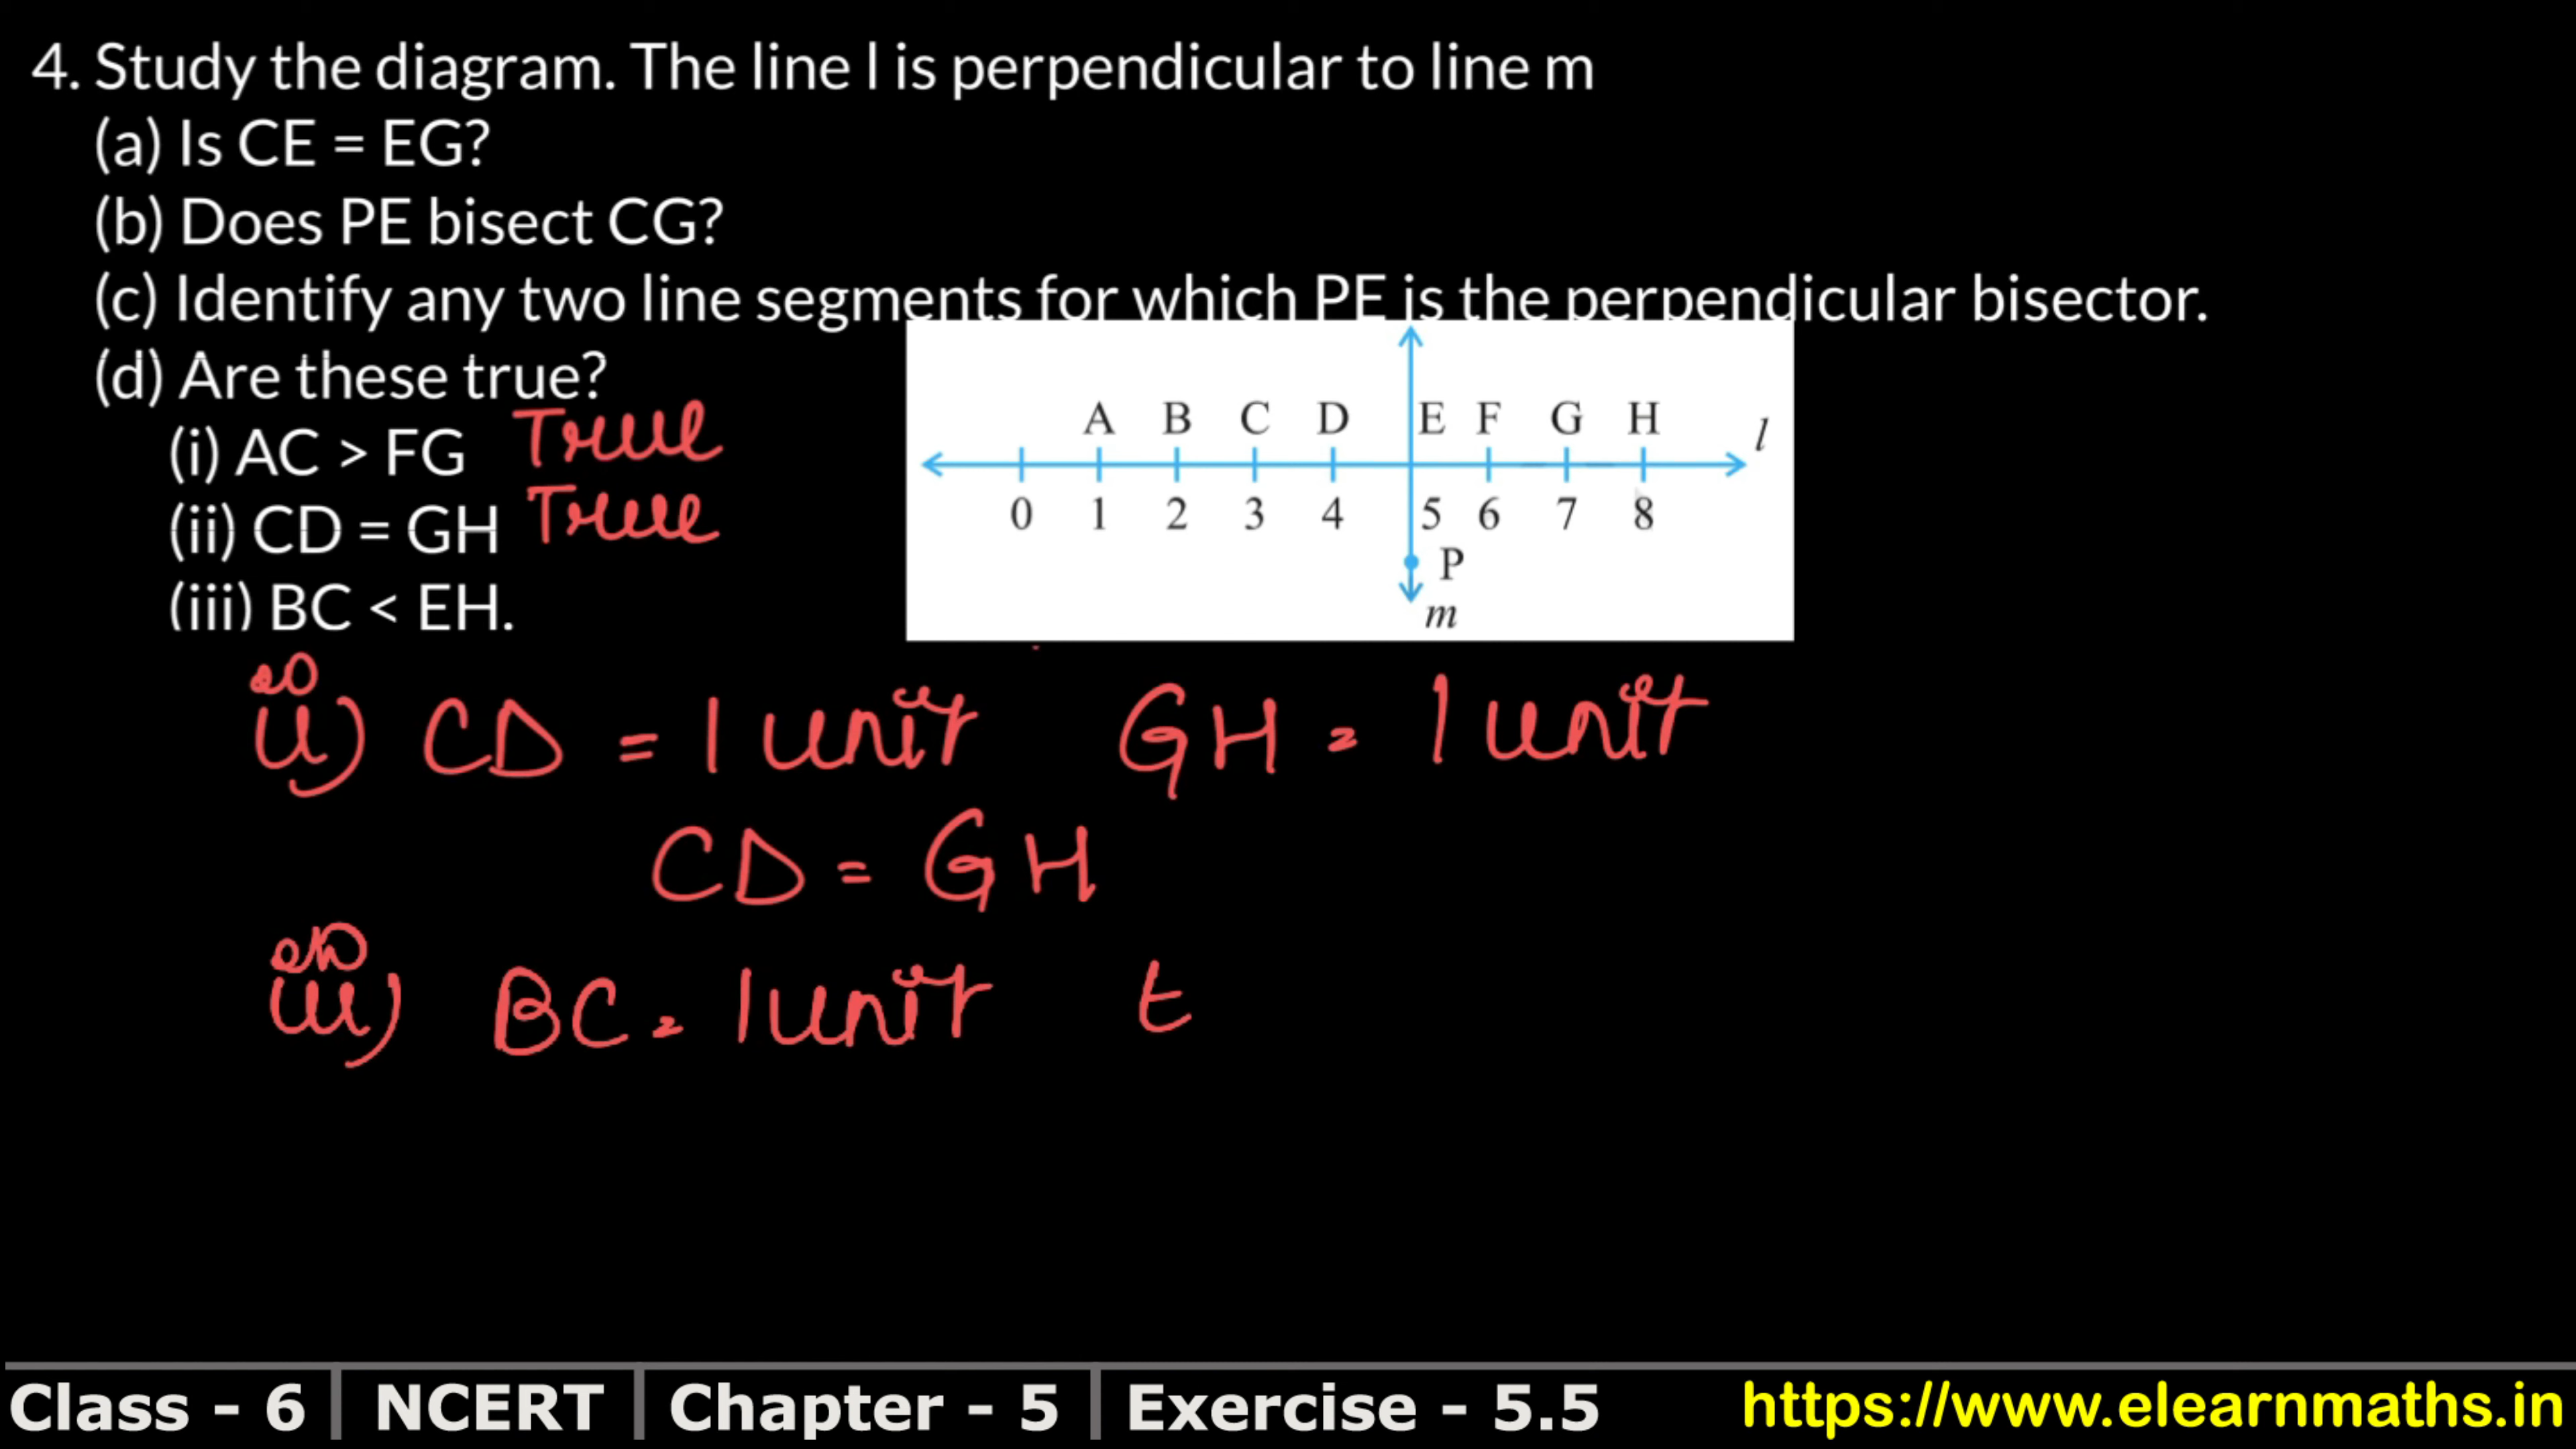 4. Study the diagram. The line l is perpendicular to line m
(a) Is CE = EG?
(b) Does PE bisect CG?
(c) Identify any two line segments for which PE is the perpendicular bisector.
(d) Are these true?
(i) AC > FG True
(ii) CD = GH True
(iii) BC < EH.
A B C D E F G H l
0 1 2 3 4 5 6 7 8
P
m
ii) CD = 1 unit GH = 1 unit
CD = GH
iii) BC = 1 unit E
Class - 6 | NCERT | Chapter - 5 | Exercise - 5.5 https://www.elearnmaths.in